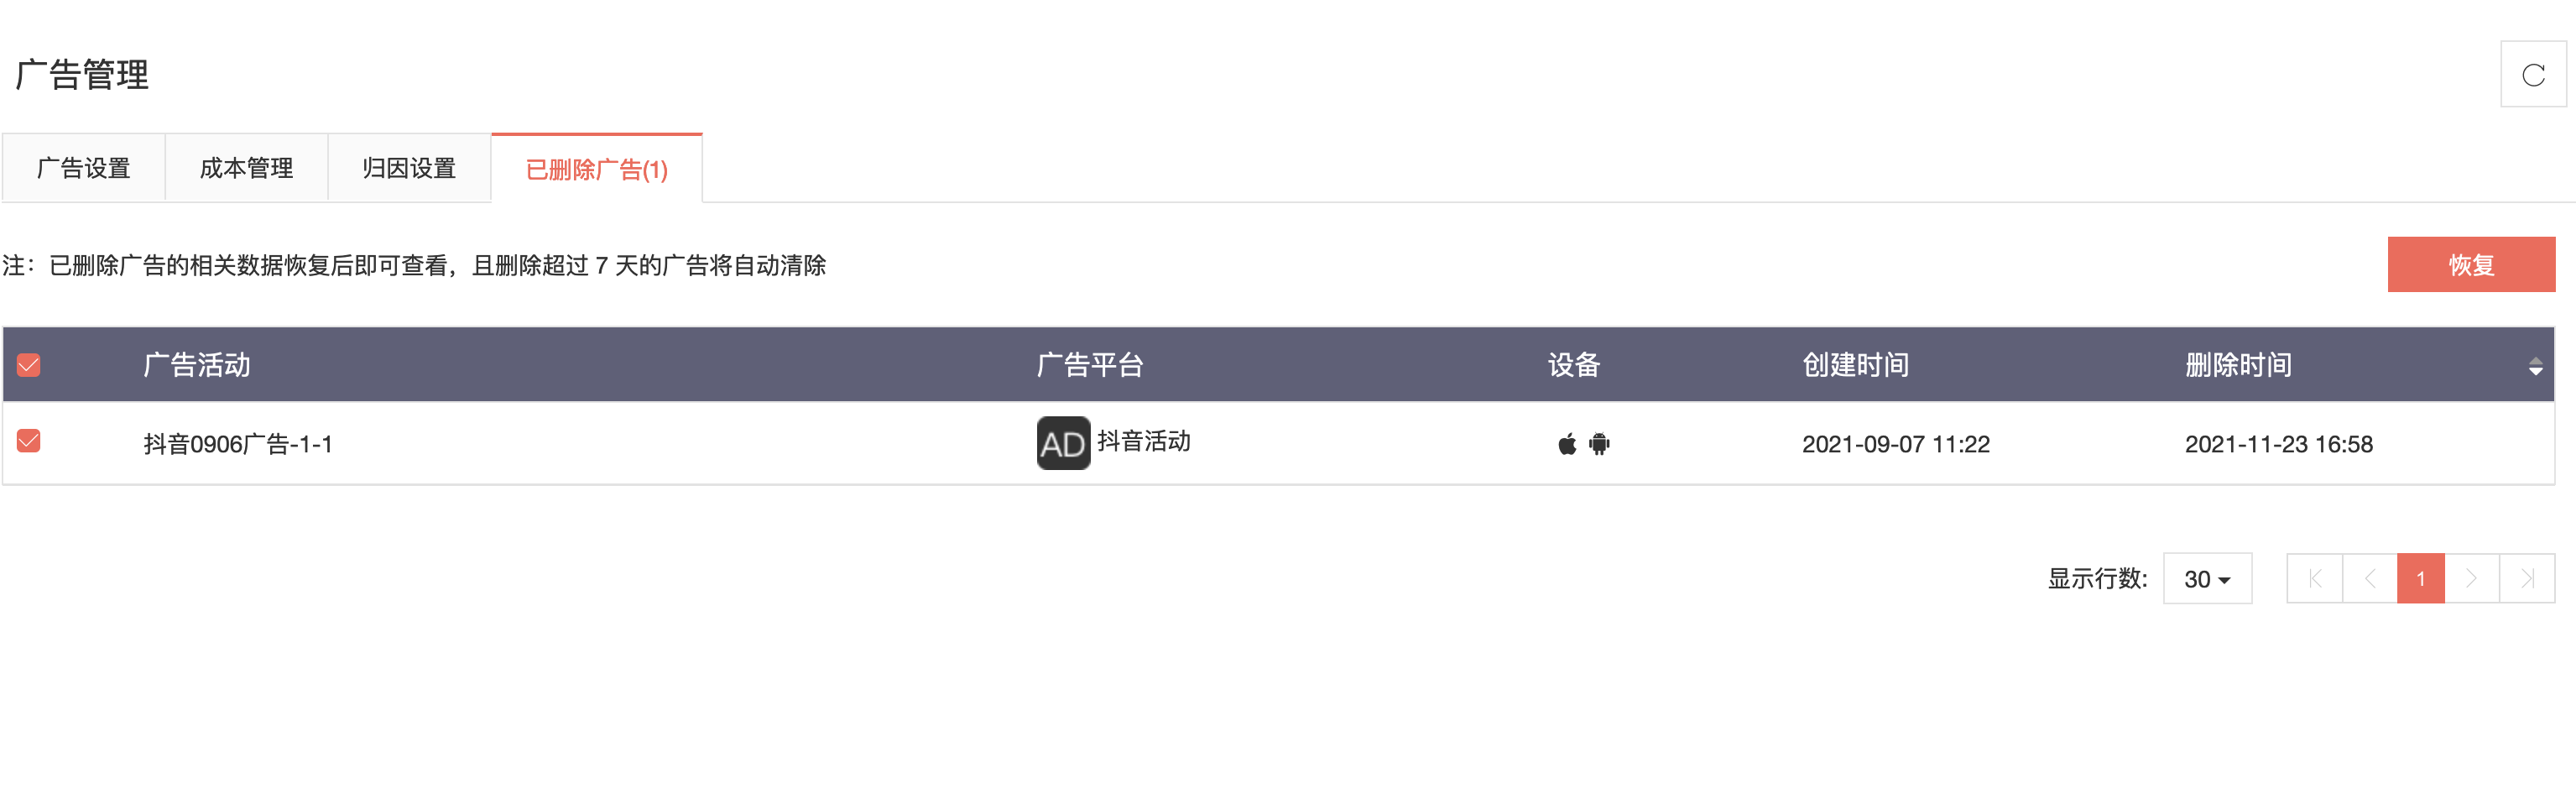 广告管理
广告设置 成本管理 归因设置 已删除广告(1)
注：已删除广告的相关数据恢复后即可查看，且删除超过 7 天的广告将自动清除 恢复
广告活动 广告平台 设备 创建时间 删除时间
抖音0906广告-1-1 AD 抖音活动 2021-09-07 11:22 2021-11-23 16:58
显示行数: 30 1